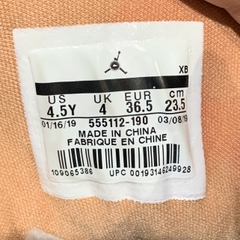 XB
US UK EUR cm
4.5Y 4 36.5 23.5
01/16/19 555112-190 03/08/19
MADE IN CHINA
FABRIQUE EN CHINE
109065386 UPC 00193146249928